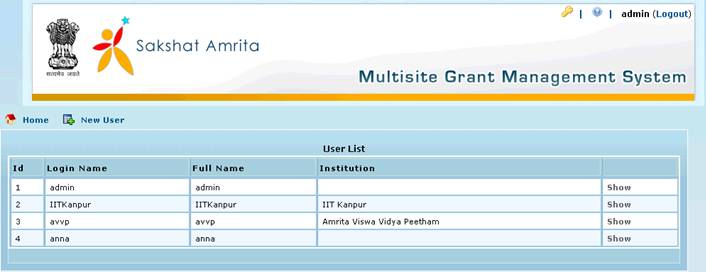 | | admin (Logout)
सत्यमेव जयते
Sakshat Amrita
Multisite Grant Management System
Home New User
User List
Id Login Name Full Name Institution
1 admin admin Show
2 IITKanpur IITKanpur IIT Kanpur Show
3 avvp avvp Amrita Viswa Vidya Peetham Show
4 anna anna Show